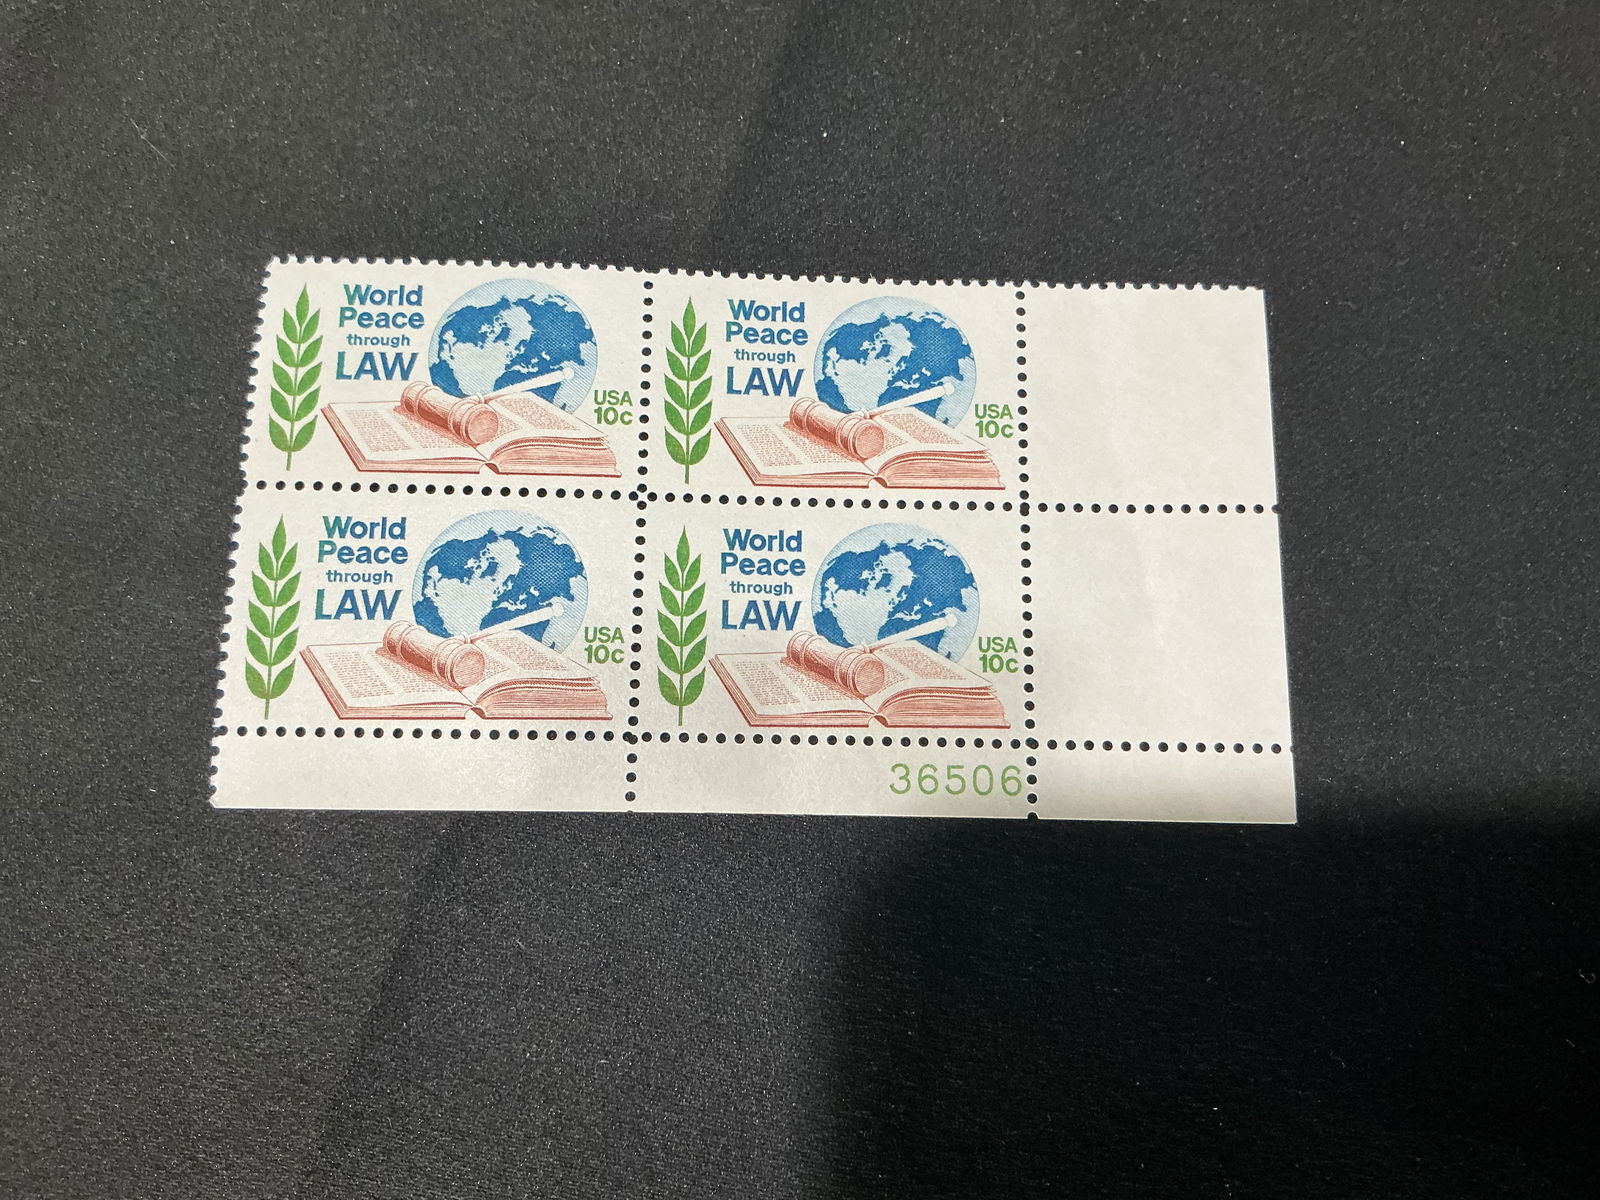 World
Peace
through
LAW
USA
10c
World
Peace
through
LAW
USA
10c
World
Peace
through
LAW
USA
10c
World
Peace
through
LAW
USA
10c
36506